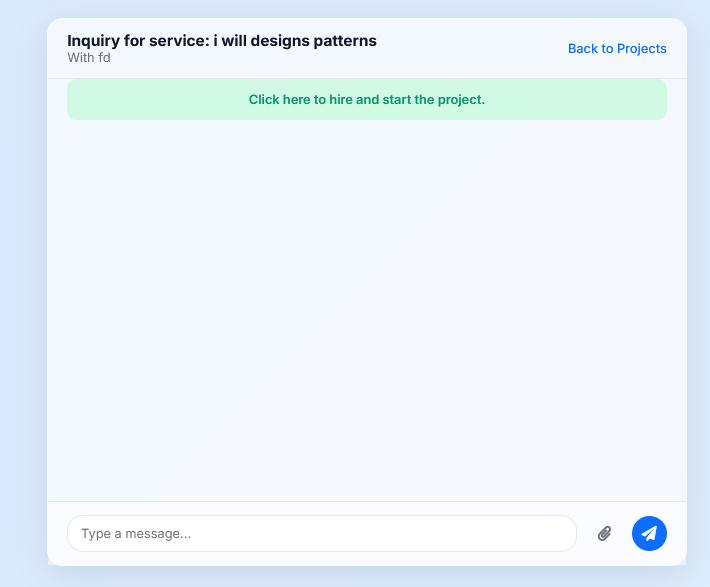 Inquiry for service: i will designs patterns
With fd
Back to Projects
Click here to hire and start the project.
Type a message...